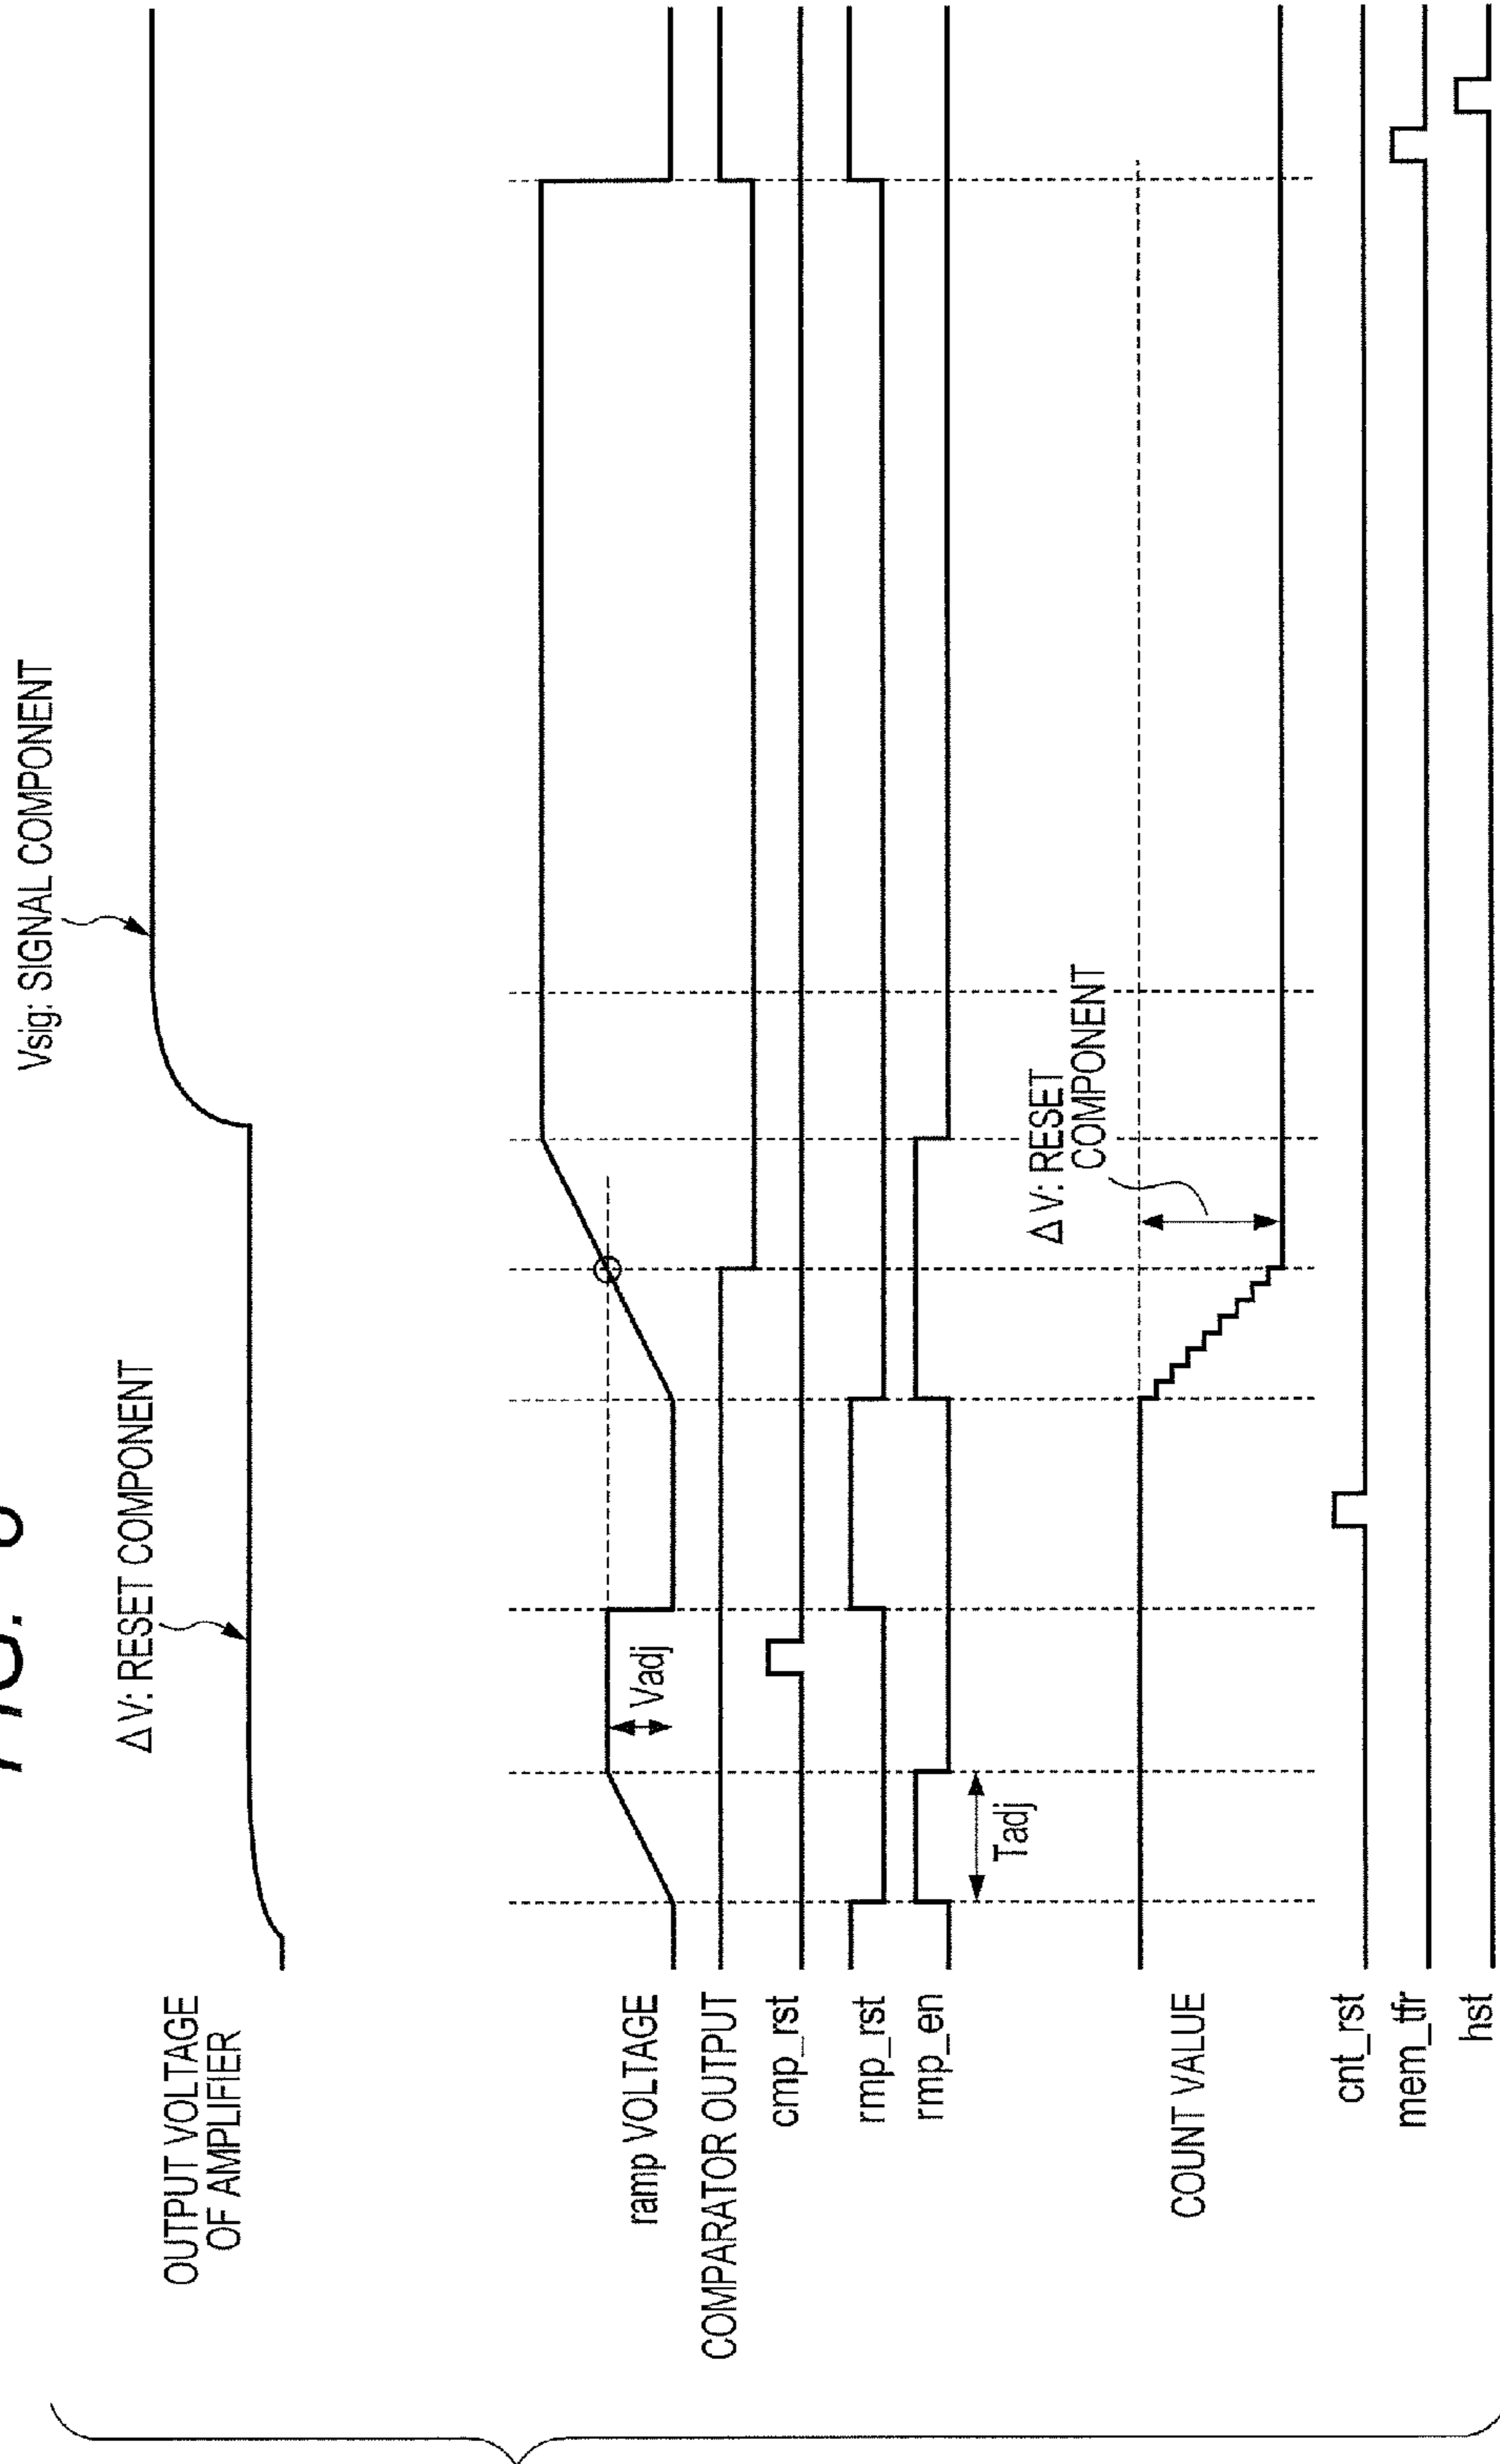 Vsig: SIGNAL COMPONENT
ΔV: RESET COMPONENT
OUTPUT VOLTAGE
OF AMPLIFIER
ramp VOLTAGE
Vadj
COMPARATOR OUTPUT
cmp_rst
rmp_rst
rmp_en
Tadj
ΔV: RESET
COMPONENT
COUNT VALUE
cnt_rst
mem_tfr
hst